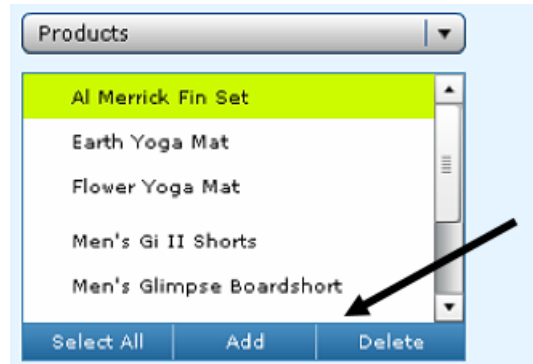 Products
Al Merrick Fin Set
Earth Yoga Mat
Flower Yoga Mat
Men's Gi II Shorts
Men's Glimpse Boardshort
Select All Add Delete